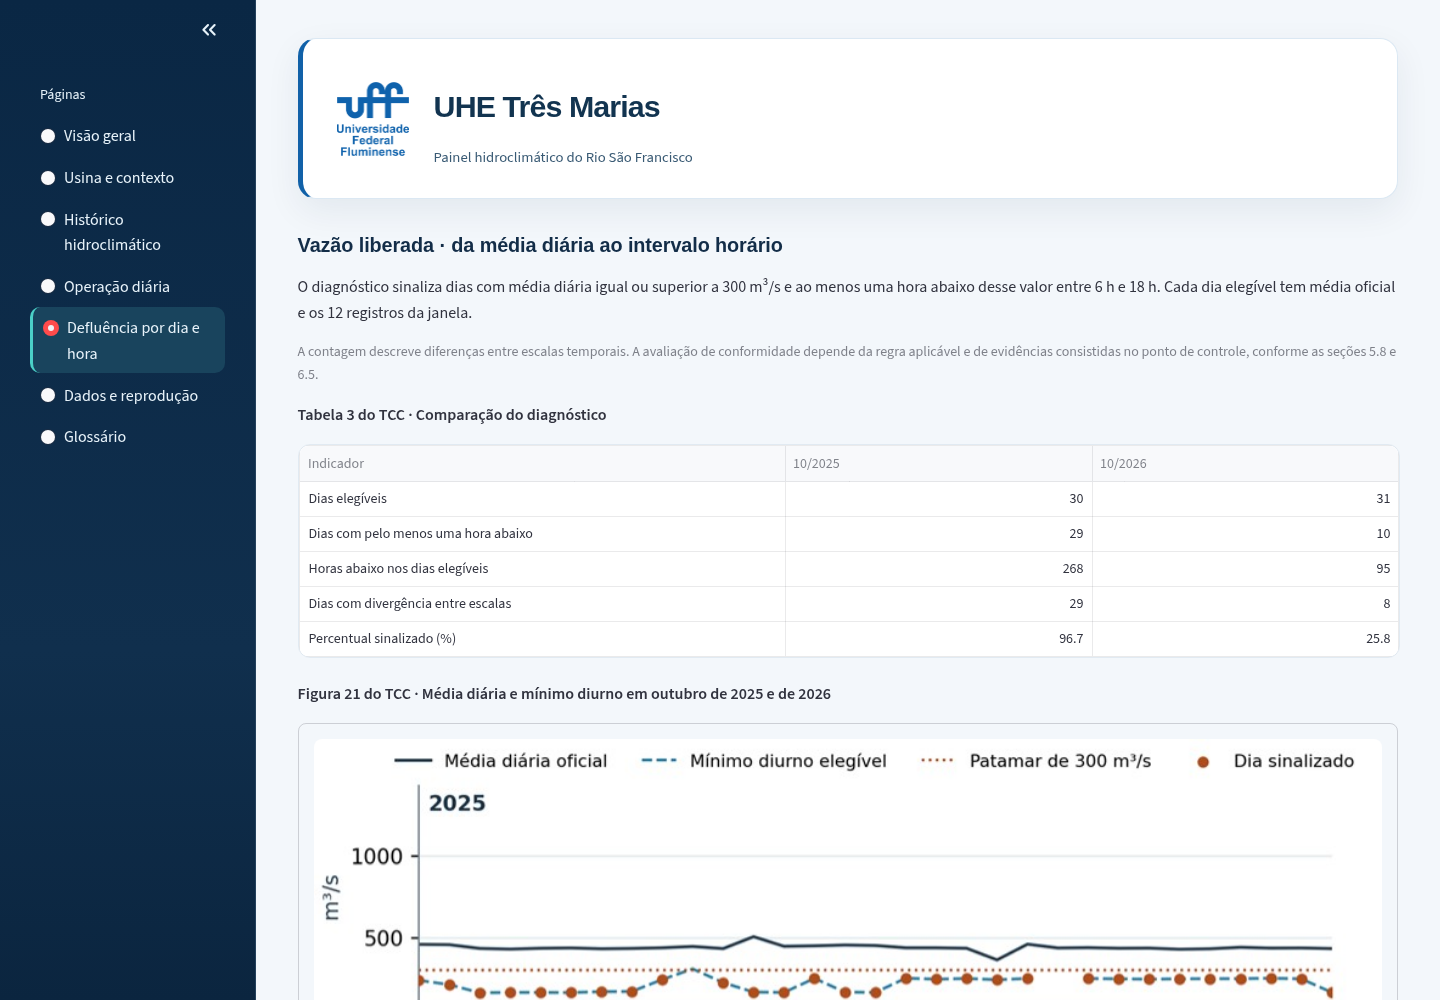 Páginas
Visão geral
Usina e contexto
Histórico
hidroclimático
Operação diária
Defluência por dia e
hora
Dados e reprodução
Glossário
uff
Universidade
Federal
Fluminense
UHE Três Marias
Painel hidroclimático do Rio São Francisco
Vazão liberada · da média diária ao intervalo horário
O diagnóstico sinaliza dias com média diária igual ou superior a 300 m³/s e ao menos uma hora abaixo desse valor entre 6 h e 18 h. Cada dia elegível tem média oficial
e os 12 registros da janela.
A contagem descreve diferenças entre escalas temporais. A avaliação de conformidade depende da regra aplicável e de evidências consistidas no ponto de controle, conforme as seções 5.8 e
6.5.
Tabela 3 do TCC · Comparação do diagnóstico
Indicador 10/2025 10/2026
Dias elegíveis 30 31
Dias com pelo menos uma hora abaixo 29 10
Horas abaixo nos dias elegíveis 268 95
Dias com divergência entre escalas 29 8
Percentual sinalizado (%) 96.7 25.8
Figura 21 do TCC · Média diária e mínimo diurno em outubro de 2025 e de 2026
Média diária oficial Mínimo diurno elegível Patamar de 300 m³/s Dia sinalizado
2025
1000
m³/s
500